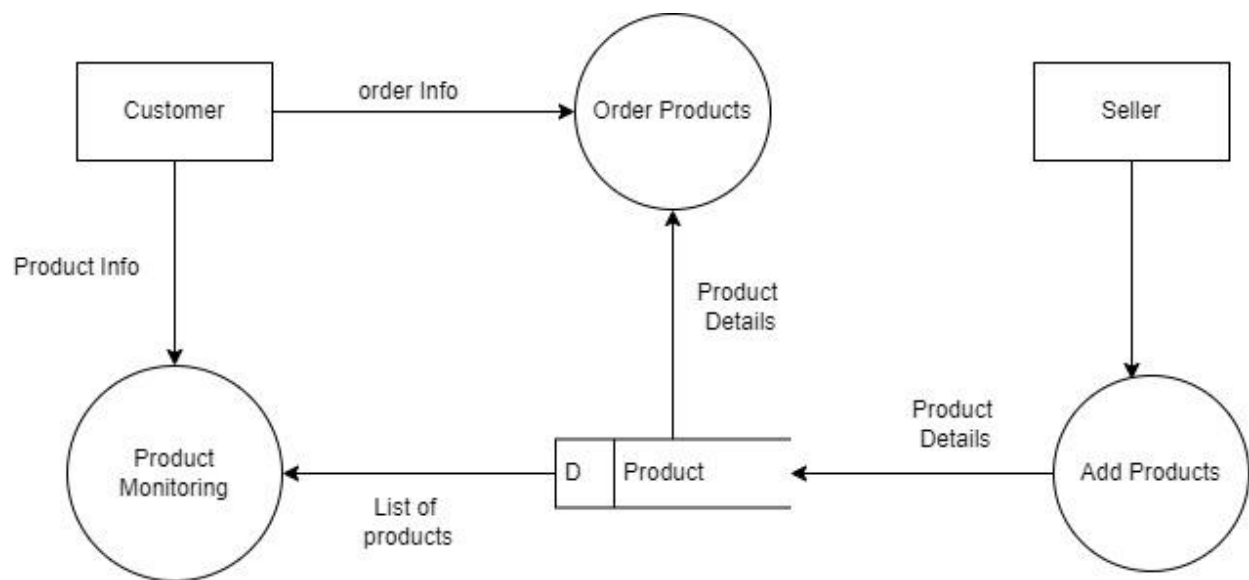 order Info
Customer
Order Products
Seller
Product Info
Product
Details
Product
Details
Product
Monitoring
D
Product
Add Products
List of
products